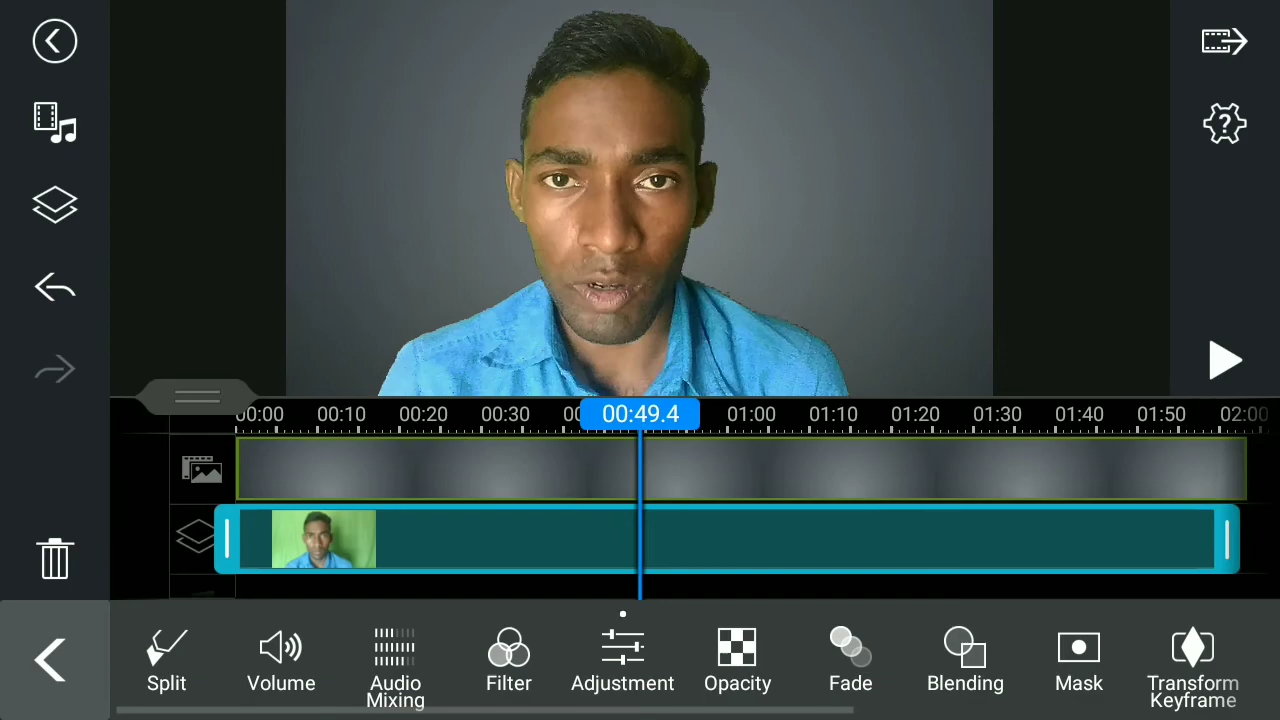 00:00 00:10 00:20 00:30 00 00:49.4 01:00 01:10 01:20 01:30 01:40 01:50 02:00
Split Volume Audio Mixing Filter Adjustment Opacity Fade Blending Mask Transform Keyframe